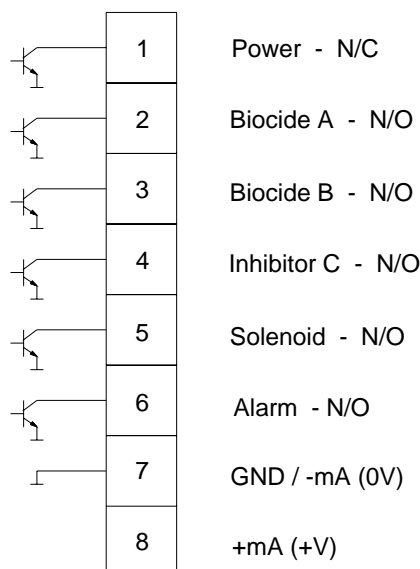 1 Power - N/C
2 Biocide A - N/O
3 Biocide B - N/O
4 Inhibitor C - N/O
5 Solenoid - N/O
6 Alarm - N/O
7 GND / -mA (0V)
8 +mA (+V)